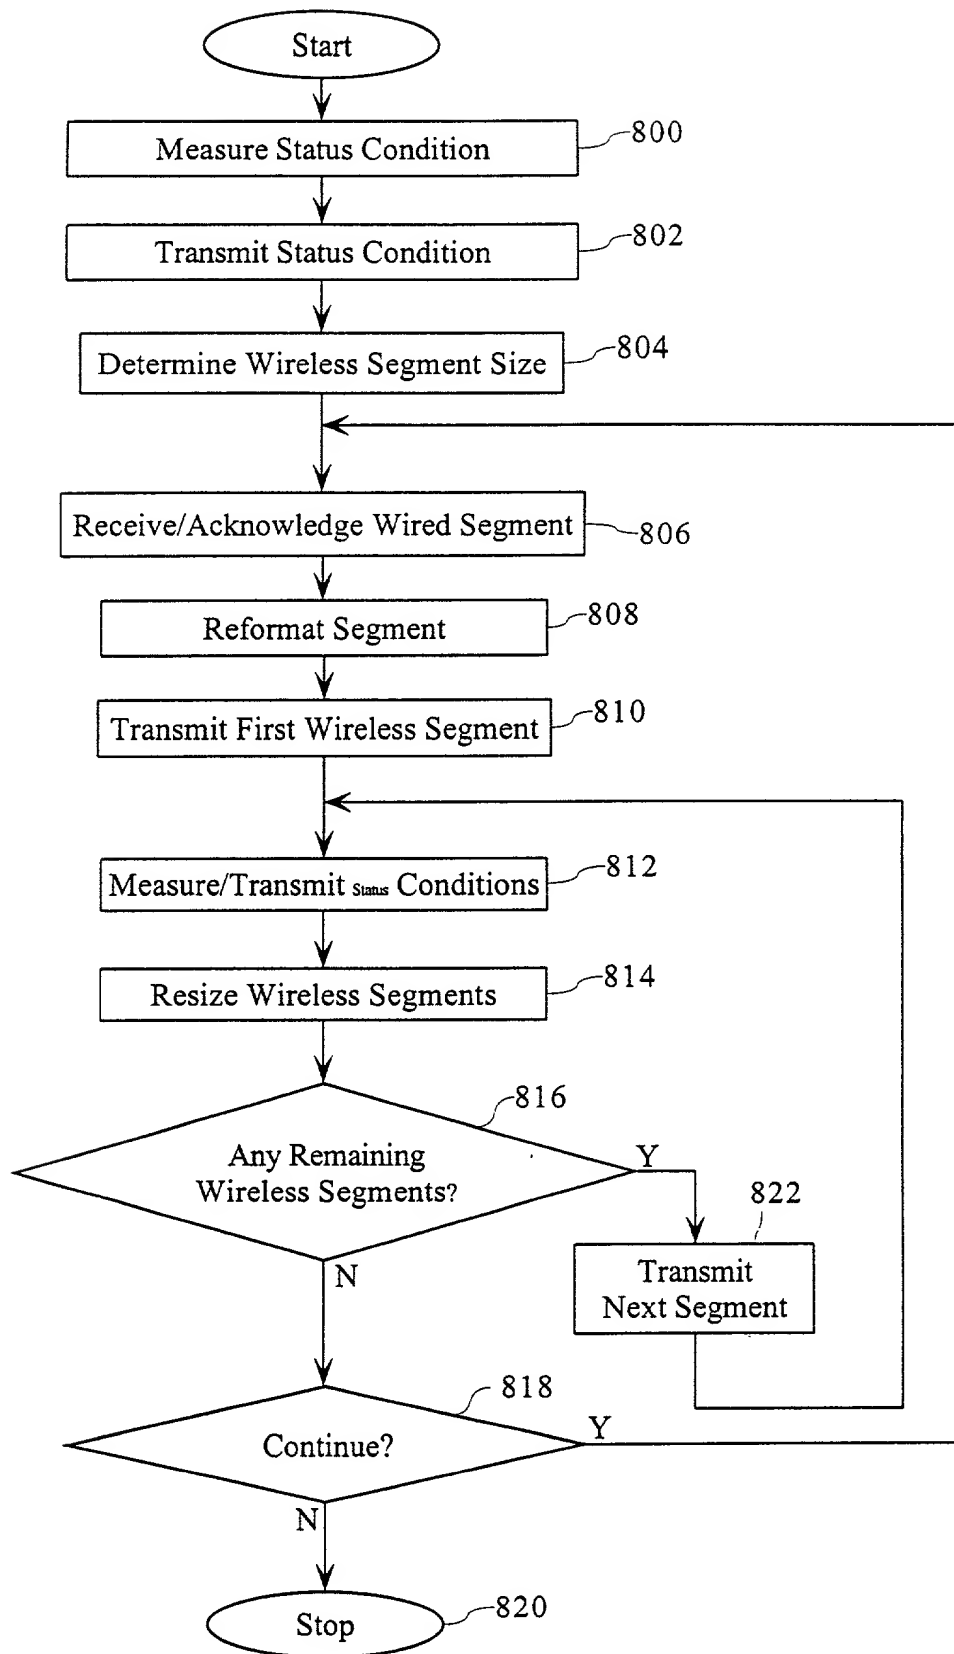 Start
Measure Status Condition
800
Transmit Status Condition
802
Determine Wireless Segment Size
804
Receive/Acknowledge Wired Segment
806
Reformat Segment
808
Transmit First Wireless Segment
810
Measure/Transmit Status Conditions
812
Resize Wireless Segments
814
816
Any Remaining
Wireless Segments?
Y
N
822
Transmit
Next Segment
818
Continue?
Y
N
Stop
820